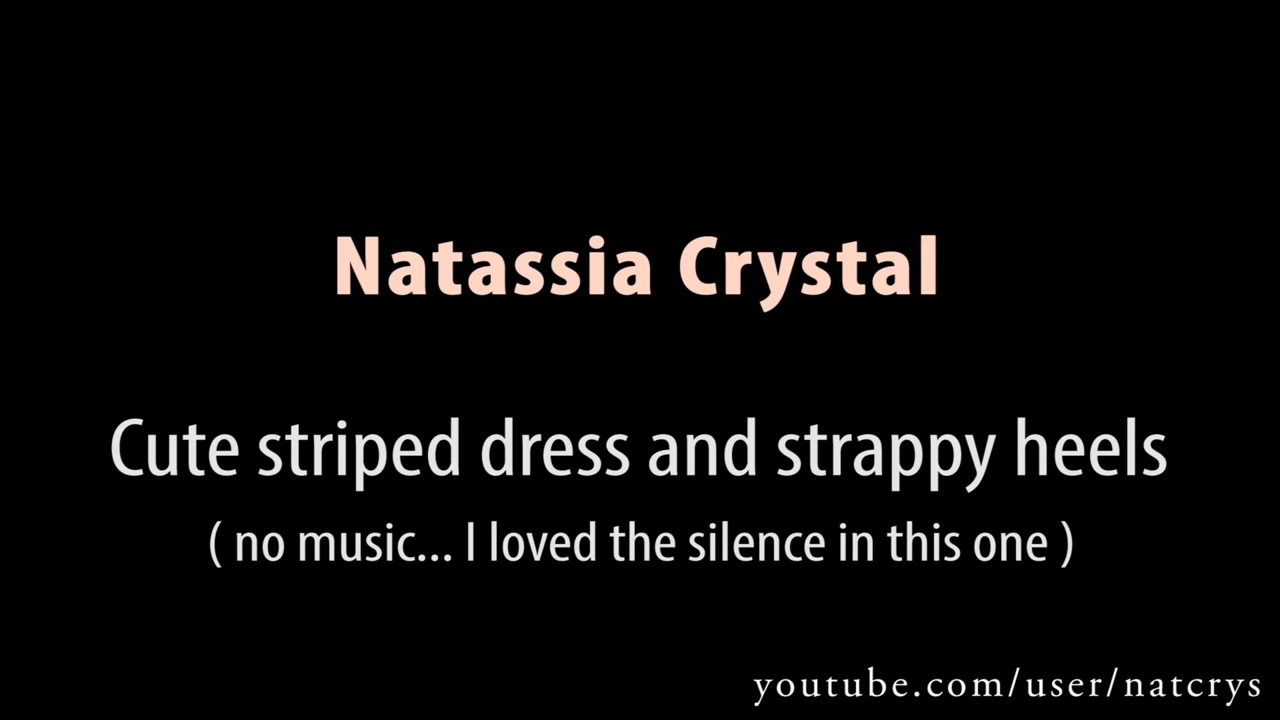 Natassia Crystal
Cute striped dress and strappy heels
( no music... I loved the silence in this one )
youtube.com/user/natcrys